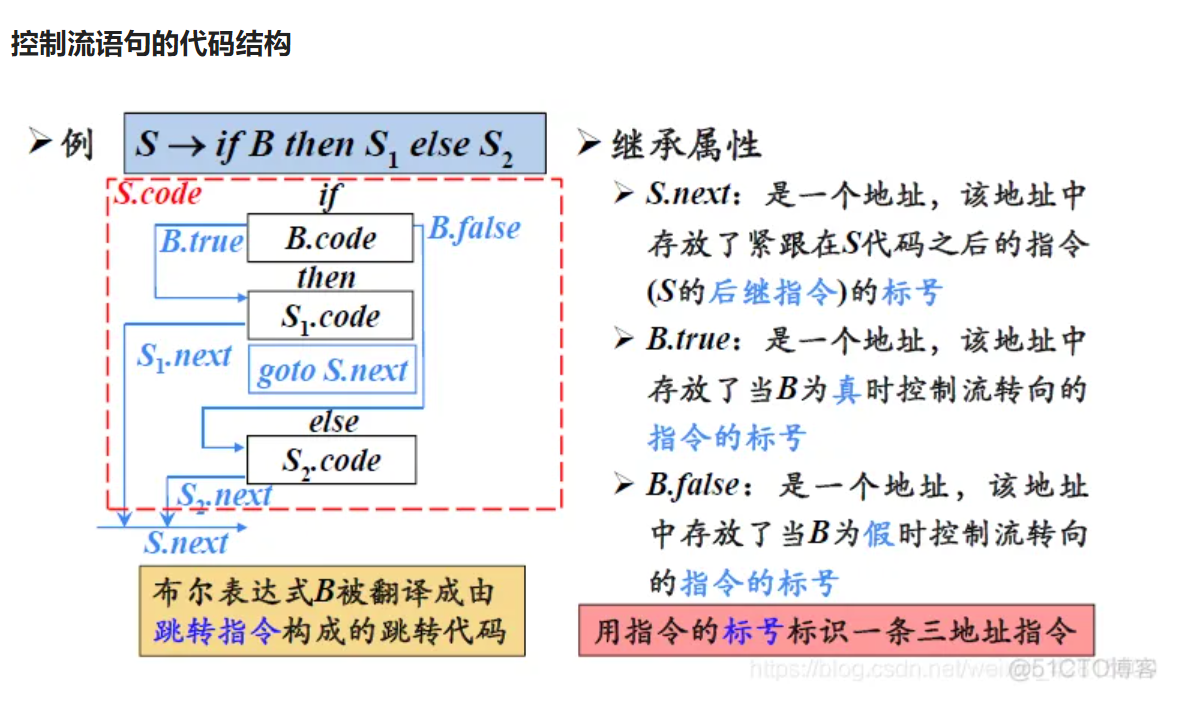 控制流语句的代码结构
➢例 S → if B then S1 else S2
S.code
if
B.true B.code B.false
then
S1.code
S1.next goto S.next
else
S2.code
S2.next
S.next
布尔表达式B被翻译成由
跳转指令构成的跳转代码
➢继承属性
➢S.next：是一个地址，该地址中
存放了紧跟在S代码之后的指令
(S的后继指令)的标号
➢B.true：是一个地址，该地址中
存放了当B为真时控制流转向的
指令的标号
➢B.false：是一个地址，该地址
中存放了当B为假时控制流转向
的指令的标号
用指令的标号标识一条三地址指令
https://blog.csdn.net/wei
@51CTO博客